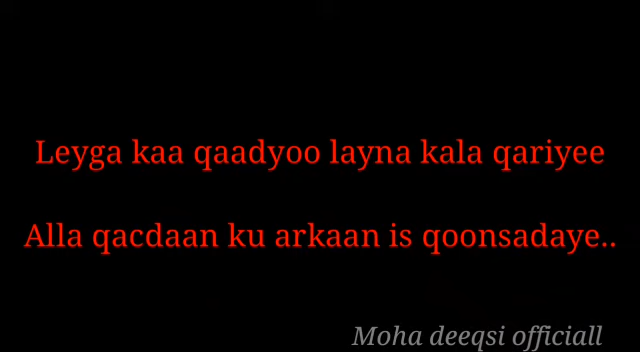 Leyga kaa qaadyoo layna kala qariyee
Alla qacdaan ku arkaan is qoonsadaye..
Moha deeqsi officiall